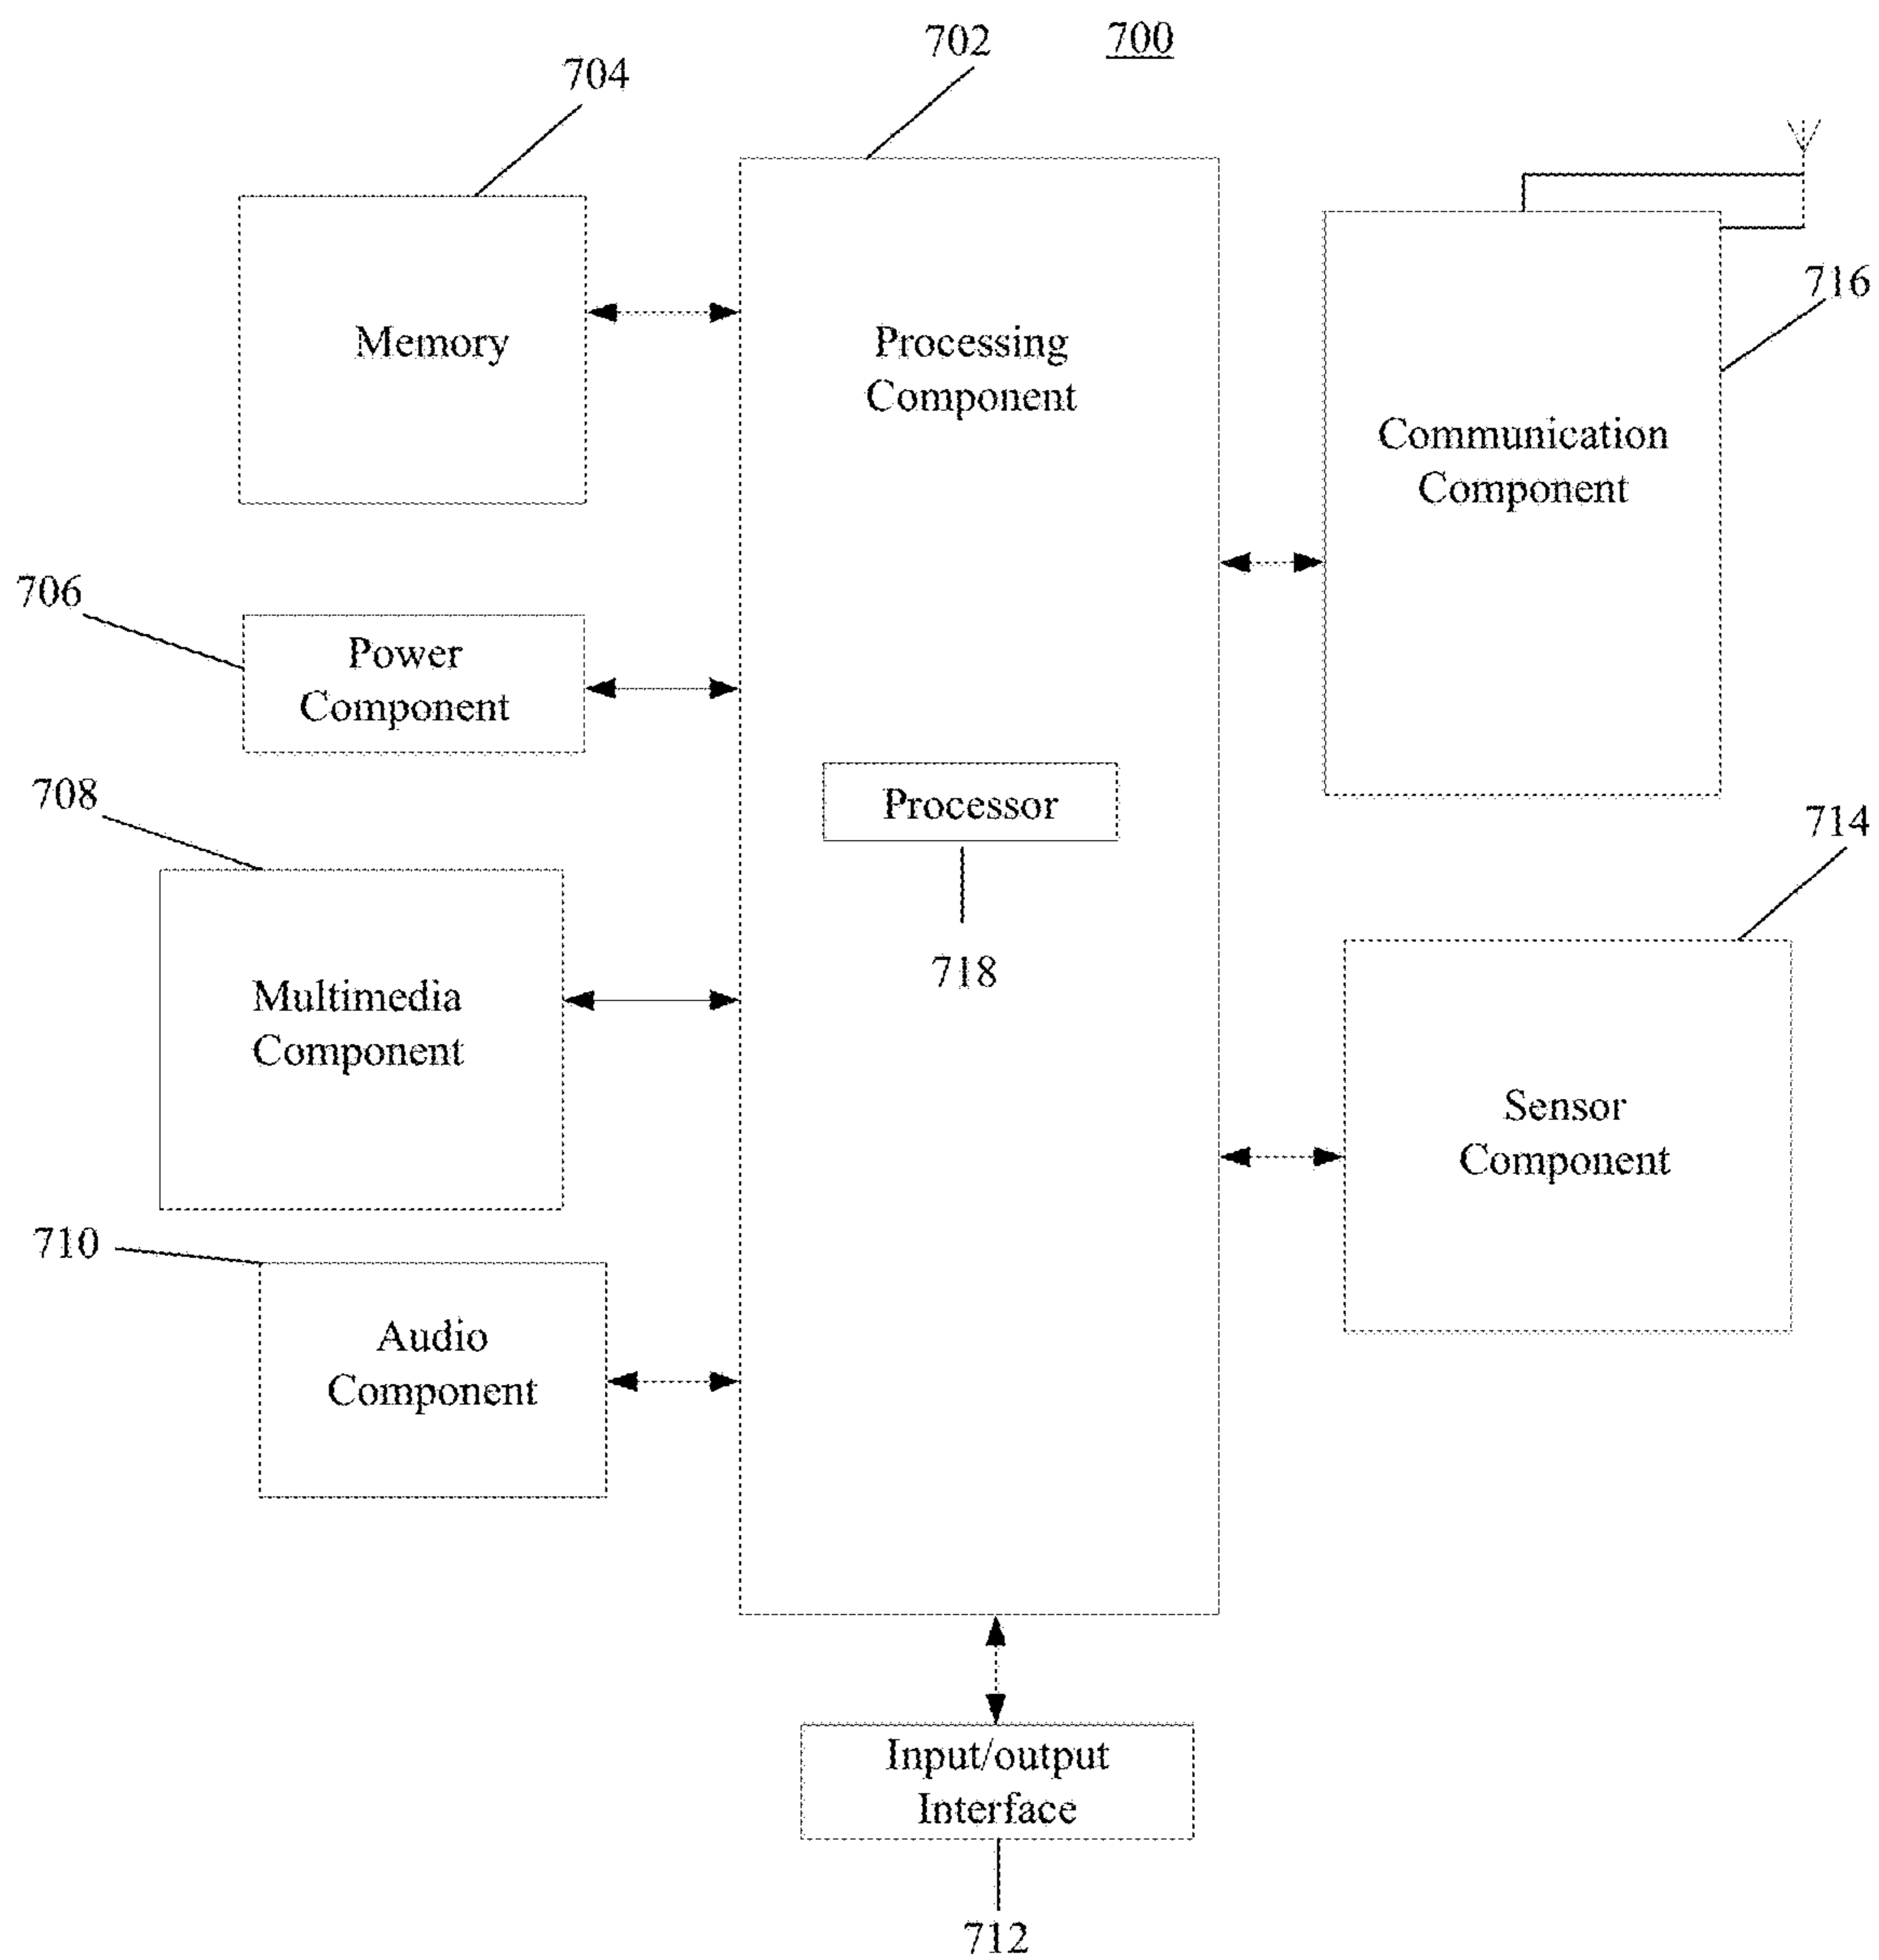 700
702
704
Memory
Processing
Component
716
Communication
Component
706
Power
Component
708
Processor
718
714
Multimedia
Component
Sensor
Component
710
Audio
Component
Input/output
Interface
712